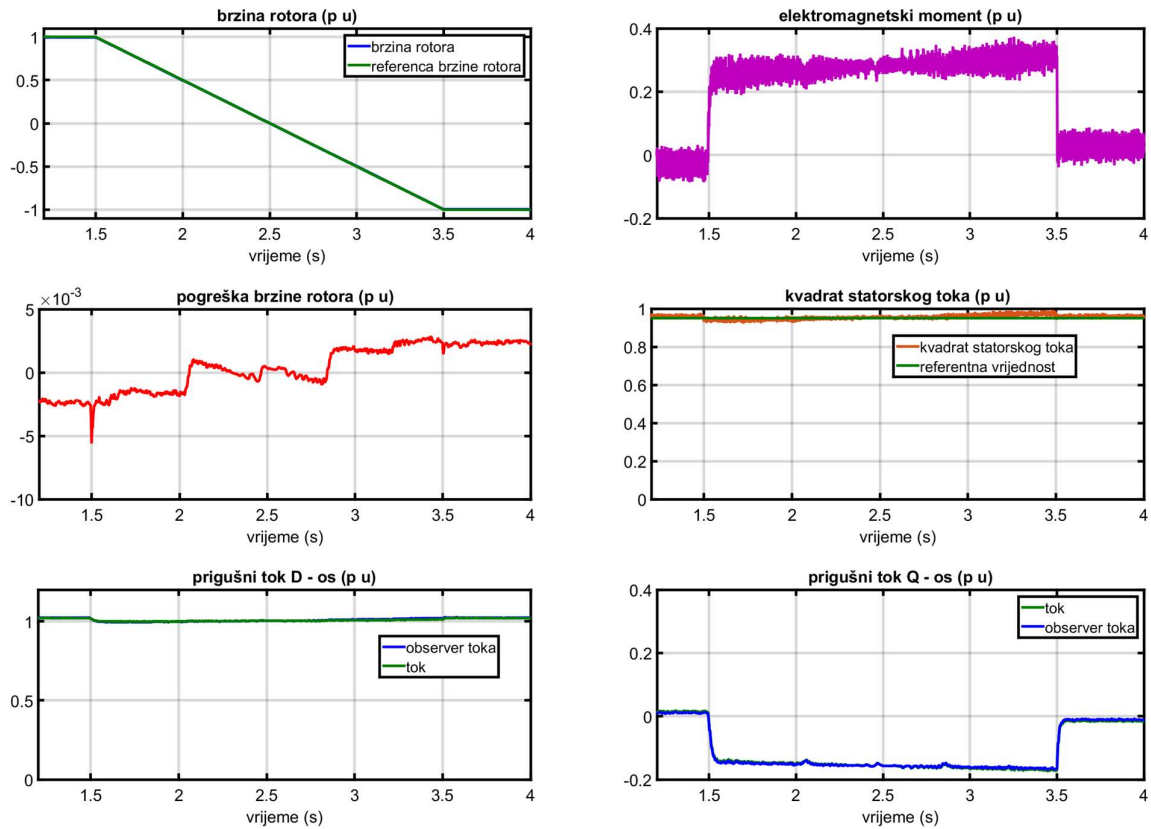 brzina rotora (p u)
1
0.5
0
-0.5
-1
brzina rotora
referenca brzine rotora
1.5 2 2.5 3 3.5 4
vrijeme (s)
elektromagnetski moment (p u)
0.4
0.2
0
-0.2
1.5 2 2.5 3 3.5 4
vrijeme (s)
pogreška brzine rotora (p u)
×10-3
5
0
-5
-10
1.5 2 2.5 3 3.5 4
vrijeme (s)
kvadrat statorskog toka (p u)
1
0.8
0.6
0.4
0.2
0
kvadrat statorskog toka
referentna vrijednost
1.5 2 2.5 3 3.5 4
vrijeme (s)
prigušni tok D - os (p u)
1
0.5
0
observer toka
tok
1.5 2 2.5 3 3.5 4
vrijeme (s)
prigušni tok Q - os (p u)
0.4
0.2
0
-0.2
tok
observer toka
1.5 2 2.5 3 3.5 4
vrijeme (s)